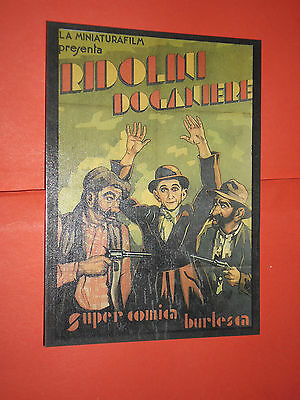 LA MINIATURAFILM
presenta
RIDOLINI
DOGANIERE
super comica burlesca